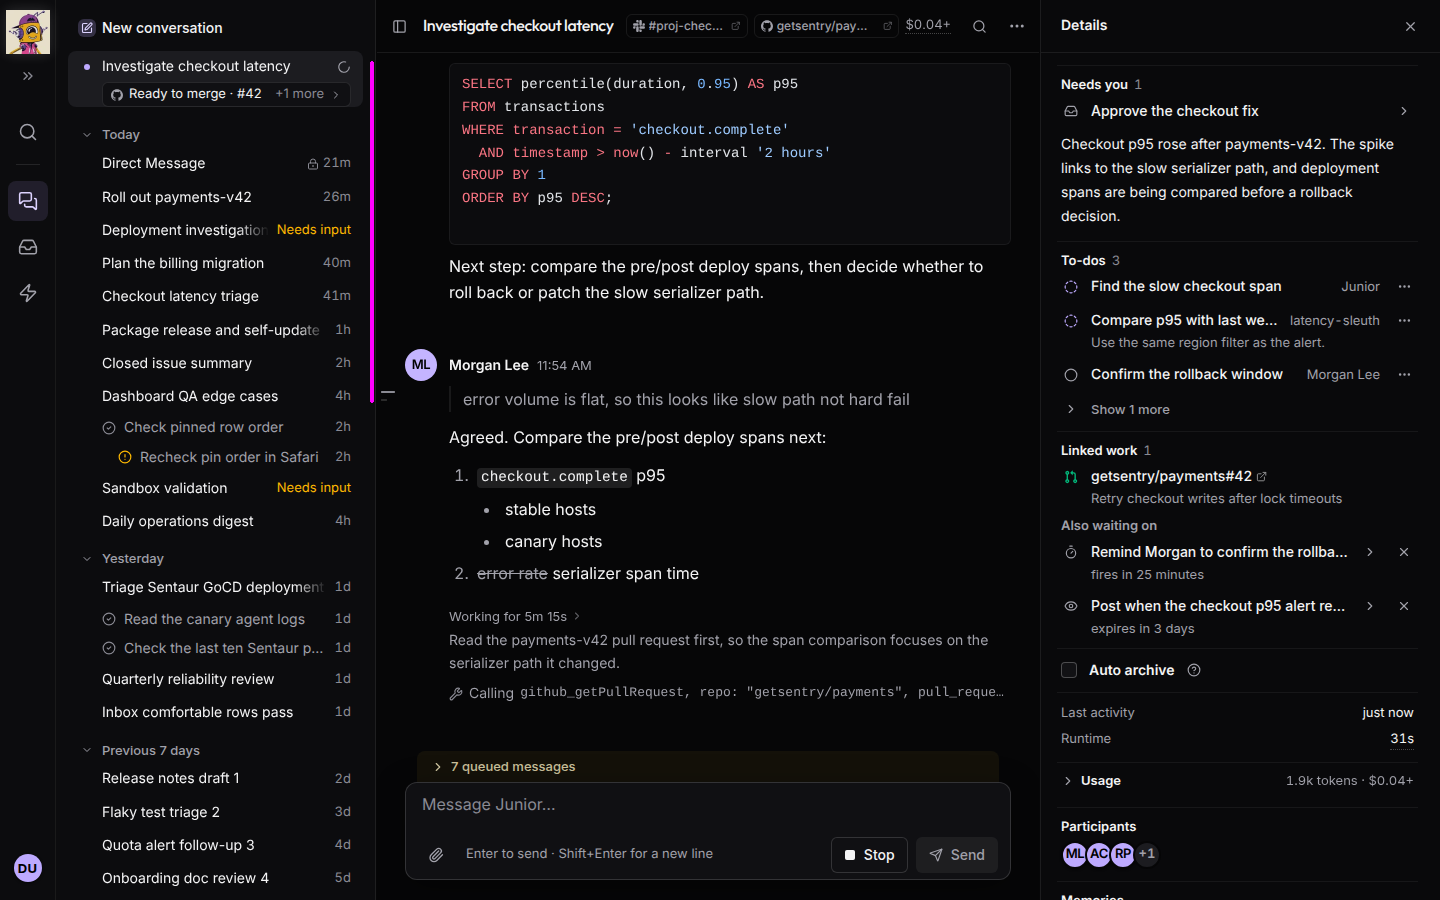 New conversation
Investigate checkout latency
Ready to merge · #42 +1 more
Today
Direct Message 21m
Roll out payments-v42 26m
Deployment investigation Needs input
Plan the billing migration 40m
Checkout latency triage 41m
Package release and self-update 1h
Closed issue summary 2h
Dashboard QA edge cases 4h
Check pinned row order 2h
Recheck pin order in Safari 2h
Sandbox validation Needs input
Daily operations digest 4h
Yesterday
Triage Sentaur GoCD deployment 1d
Read the canary agent logs 1d
Check the last ten Sentaur p... 1d
Quarterly reliability review 1d
Inbox comfortable rows pass 1d
Previous 7 days
Release notes draft 1 2d
Flaky test triage 2 3d
Quota alert follow-up 3 4d
Onboarding doc review 4 5d
DU
Investigate checkout latency #proj-chec... getsentry/pay... $0.04+
SELECT percentile(duration, 0.95) AS p95
FROM transactions
WHERE transaction = 'checkout.complete'
AND timestamp > now() - interval '2 hours'
GROUP BY 1
ORDER BY p95 DESC;
Next step: compare the pre/post deploy spans, then decide whether to
roll back or patch the slow serializer path.
ML Morgan Lee 11:54 AM
error volume is flat, so this looks like slow path not hard fail
Agreed. Compare the pre/post deploy spans next:
1. checkout.complete p95
• stable hosts
• canary hosts
2. error rate serializer span time
Working for 5m 15s
Read the payments-v42 pull request first, so the span comparison focuses on the
serializer path it changed.
Calling github_getPullRequest, repo: "getsentry/payments", pull_reque...
7 queued messages
Message Junior...
Enter to send · Shift+Enter for a new line
Stop
Send
Details
Needs you 1
Approve the checkout fix
Checkout p95 rose after payments-v42. The spike
links to the slow serializer path, and deployment
spans are being compared before a rollback
decision.
To-dos 3
Find the slow checkout span Junior
Compare p95 with last we... latency-sleuth
Use the same region filter as the alert.
Confirm the rollback window Morgan Lee
Show 1 more
Linked work 1
getsentry/payments#42
Retry checkout writes after lock timeouts
Also waiting on
Remind Morgan to confirm the rollba...
fires in 25 minutes
Post when the checkout p95 alert re...
expires in 3 days
Auto archive
Last activity just now
Runtime 31s
Usage 1.9k tokens · $0.04+
Participants
ML AC RP +1
Memories